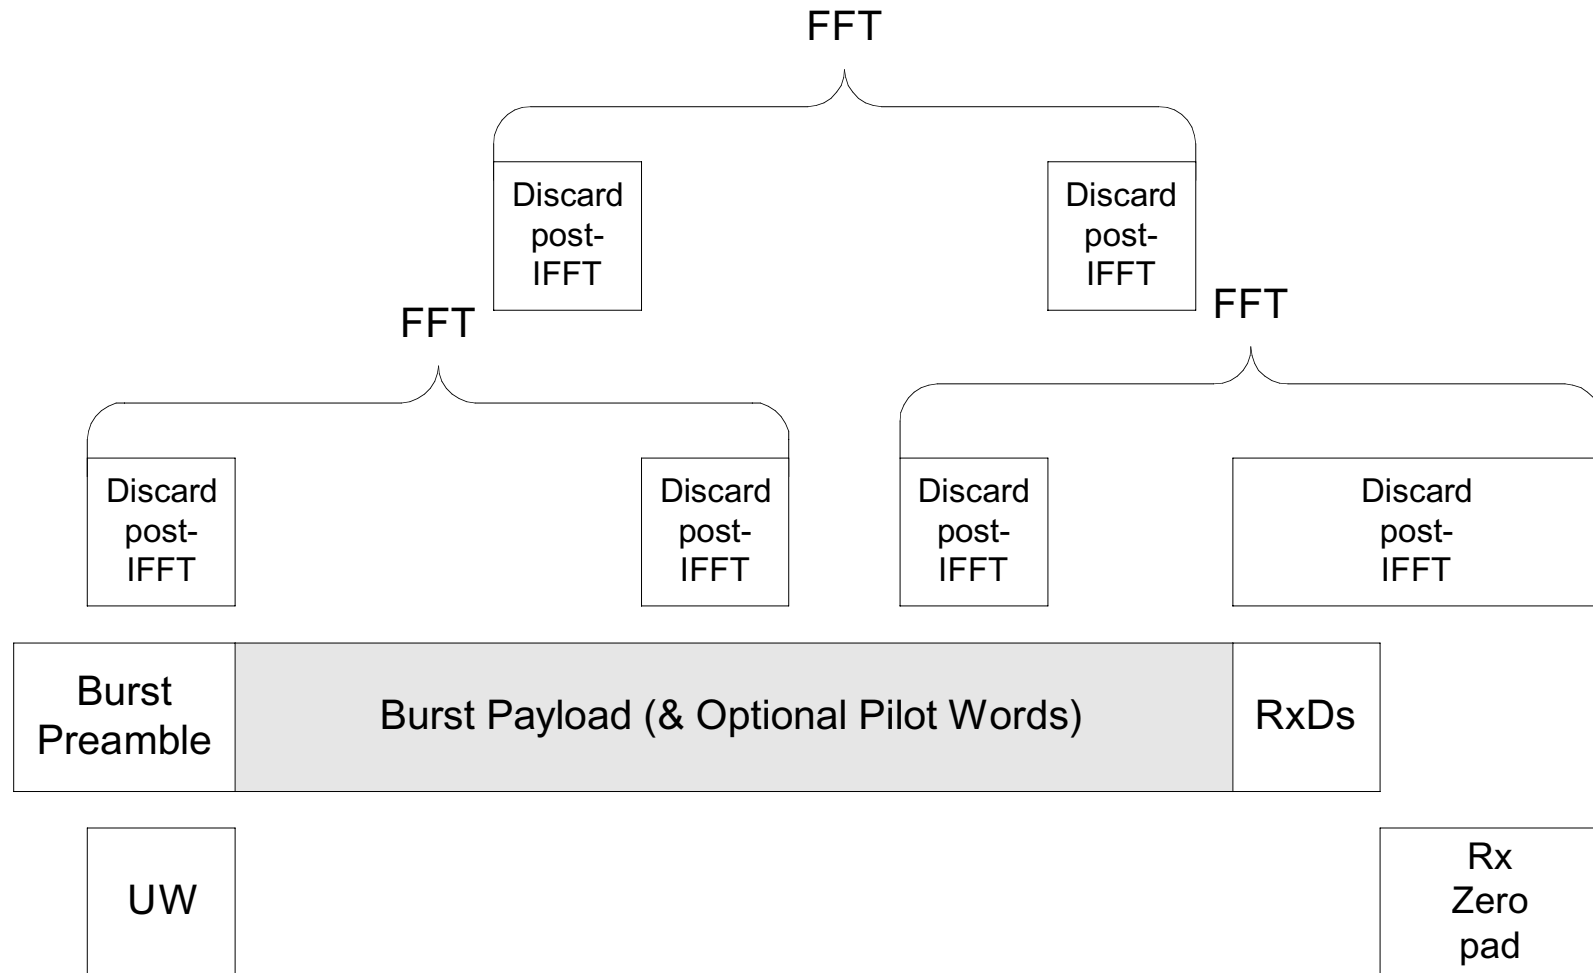 FFT
Discard
post-
IFFT
Discard
post-
IFFT
FFT
FFT
Discard
post-
IFFT
Discard
post-
IFFT
Discard
post-
IFFT
Discard
post-
IFFT
Burst
Preamble
Burst Payload (& Optional Pilot Words)
RxDs
UW
Rx
Zero
pad